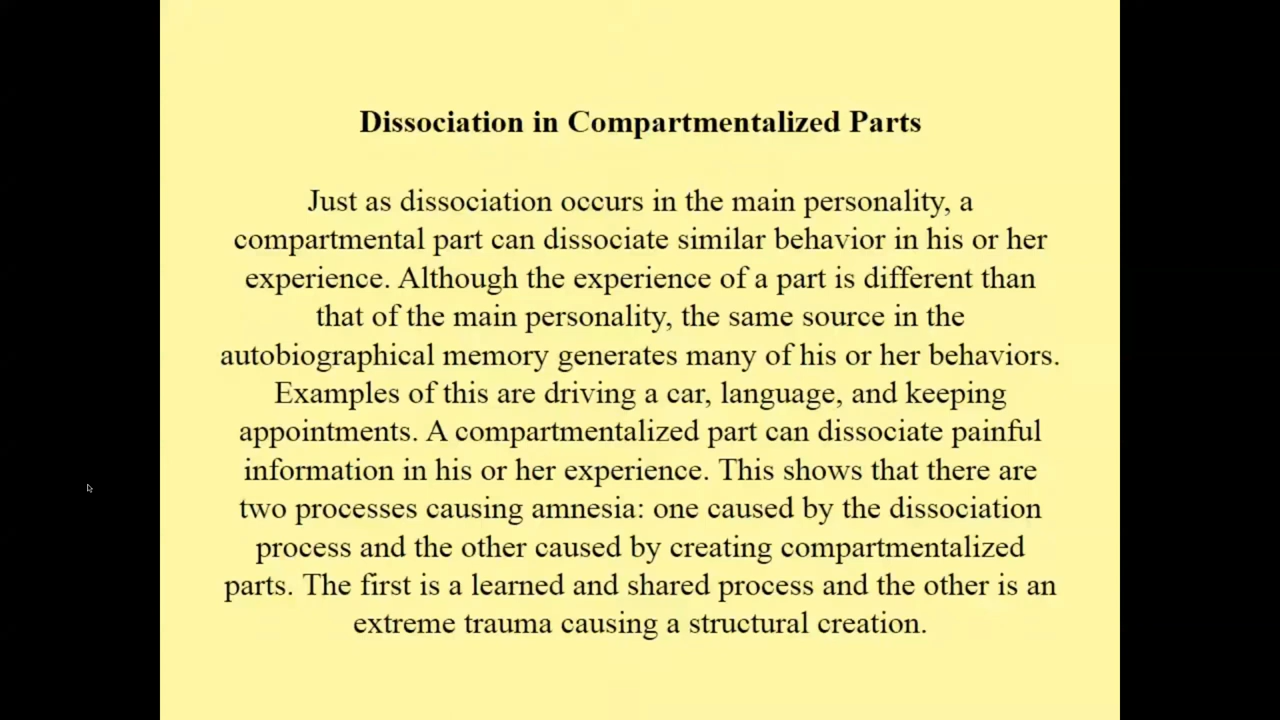 Dissociation in Compartmentalized Parts
Just as dissociation occurs in the main personality, a
compartmental part can dissociate similar behavior in his or her
experience. Although the experience of a part is different than
that of the main personality, the same source in the
autobiographical memory generates many of his or her behaviors.
Examples of this are driving a car, language, and keeping
appointments. A compartmentalized part can dissociate painful
information in his or her experience. This shows that there are
two processes causing amnesia: one caused by the dissociation
process and the other caused by creating compartmentalized
parts. The first is a learned and shared process and the other is an
extreme trauma causing a structural creation.